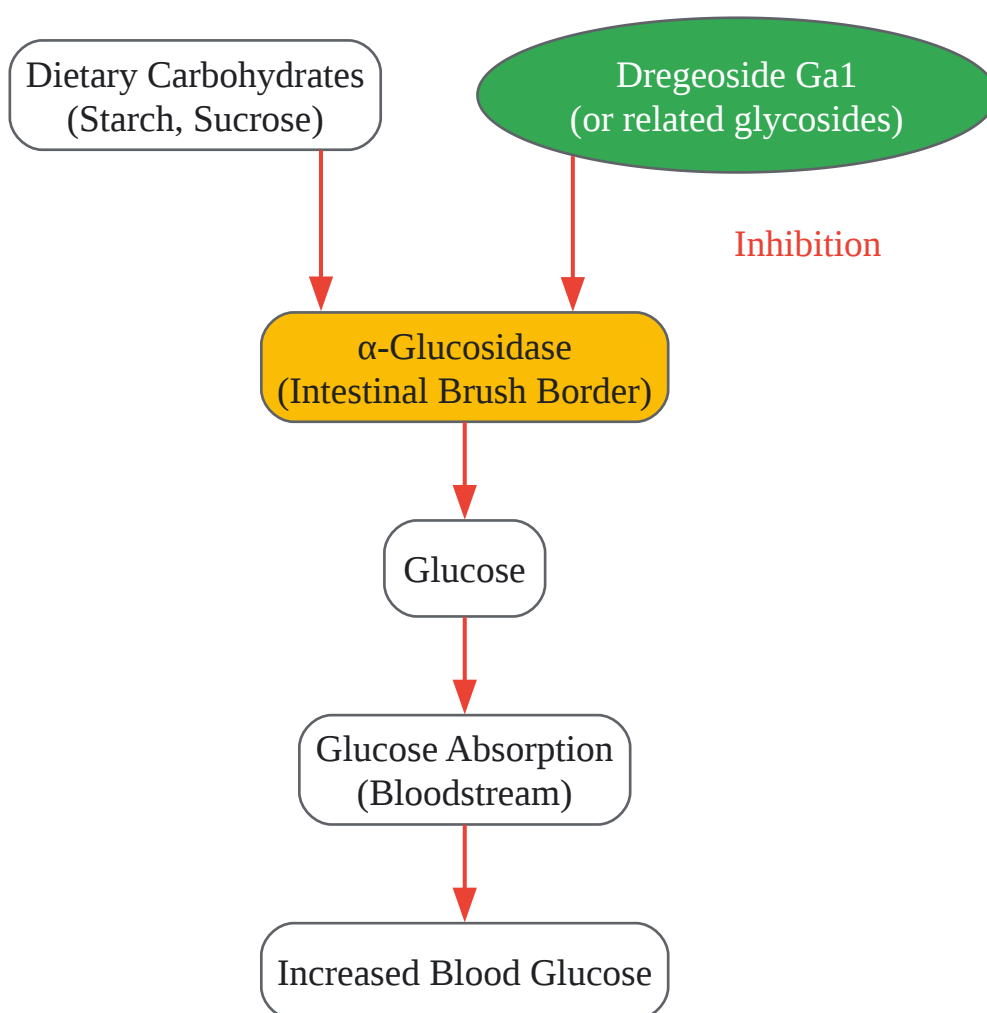 Dietary Carbohydrates
(Starch, Sucrose)
Dregeoside Ga1
(or related glycosides)
Inhibition
α-Glucosidase
(Intestinal Brush Border)
Glucose
Glucose Absorption
(Bloodstream)
Increased Blood Glucose